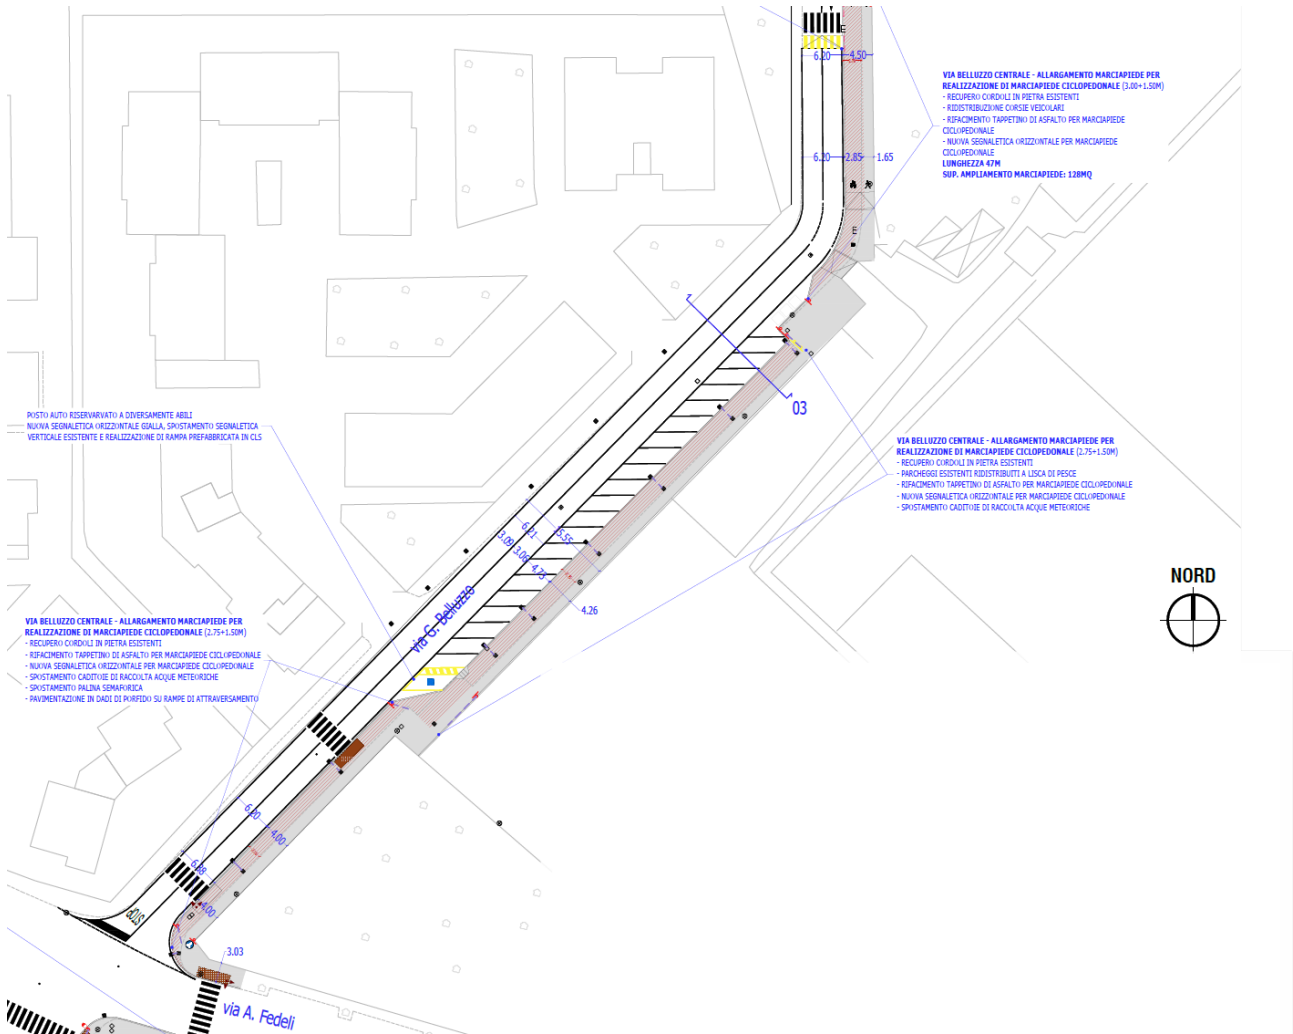 E
6.20
4.50
VIA BELLUZZO CENTRALE - ALLARGAMENTO MARCIAPIEDE PER
REALIZZAZIONE DI MARCIAPIEDE CICLOPEDONALE (3.00+1.50M)
- RECUPERO CORDOLI IN PIETRA ESISTENTI
- RIDISTRIBUZIONE CORSIE VEICOLARI
- RIFACIMENTO TAPPETINO DI ASFALTO PER MARCIAPIEDE
CICLOPEDONALE
- NUOVA SEGNALETICA ORIZZONTALE PER MARCIAPIEDE
CICLOPEDONALE
LUNGHEZZA 47M
SUP. AMPLIAMENTO MARCIAPIEDE: 128MQ
6.20
2.85
1.65
E
1
1
03
POSTO AUTO RISERVARVATO A DIVERSAMENTE ABILI
NUOVA SEGNALETICA ORIZZONTALE GIALLA, SPOSTAMENTO SEGNALETICA
VERTICALE ESISTENTE E REALIZZAZIONE DI RAMPA PREFABBRICATA IN CLS
VIA BELLUZZO CENTRALE - ALLARGAMENTO MARCIAPIEDE PER
REALIZZAZIONE DI MARCIAPIEDE CICLOPEDONALE (2.75+1.50M)
- RECUPERO CORDOLI IN PIETRA ESISTENTI
- PARCHEGGI ESISTENTI RIDISTRIBUITI A LISCA DI PESCE
- RIFACIMENTO TAPPETINO DI ASFALTO PER MARCIAPIEDE CICLOPEDONALE
- NUOVA SEGNALETICA ORIZZONTALE PER MARCIAPIEDE CICLOPEDONALE
- SPOSTAMENTO CADITOIE DI RACCOLTA ACQUE METEORICHE
6.21
15.55
3.09
3.06
4.73
4.26
NORD
via G. Belluzzo
VIA BELLUZZO CENTRALE - ALLARGAMENTO MARCIAPIEDE PER
REALIZZAZIONE DI MARCIAPIEDE CICLOPEDONALE (2.75+1.50M)
- RECUPERO CORDOLI IN PIETRA ESISTENTI
- RIFACIMENTO TAPPETINO DI ASFALTO PER MARCIAPIEDE CICLOPEDONALE
- NUOVA SEGNALETICA ORIZZONTALE PER MARCIAPIEDE CICLOPEDONALE
- SPOSTAMENTO CADITOIE DI RACCOLTA ACQUE METEORICHE
- SPOSTAMENTO PALINA SEMAFORICA
- PAVIMENTAZIONE IN DADI DI PORFIDO SU RAMPE DI ATTRAVERSAMENTO
6.20
4.00
6.38
4.00
STOP
3.03
via A. Fedeli